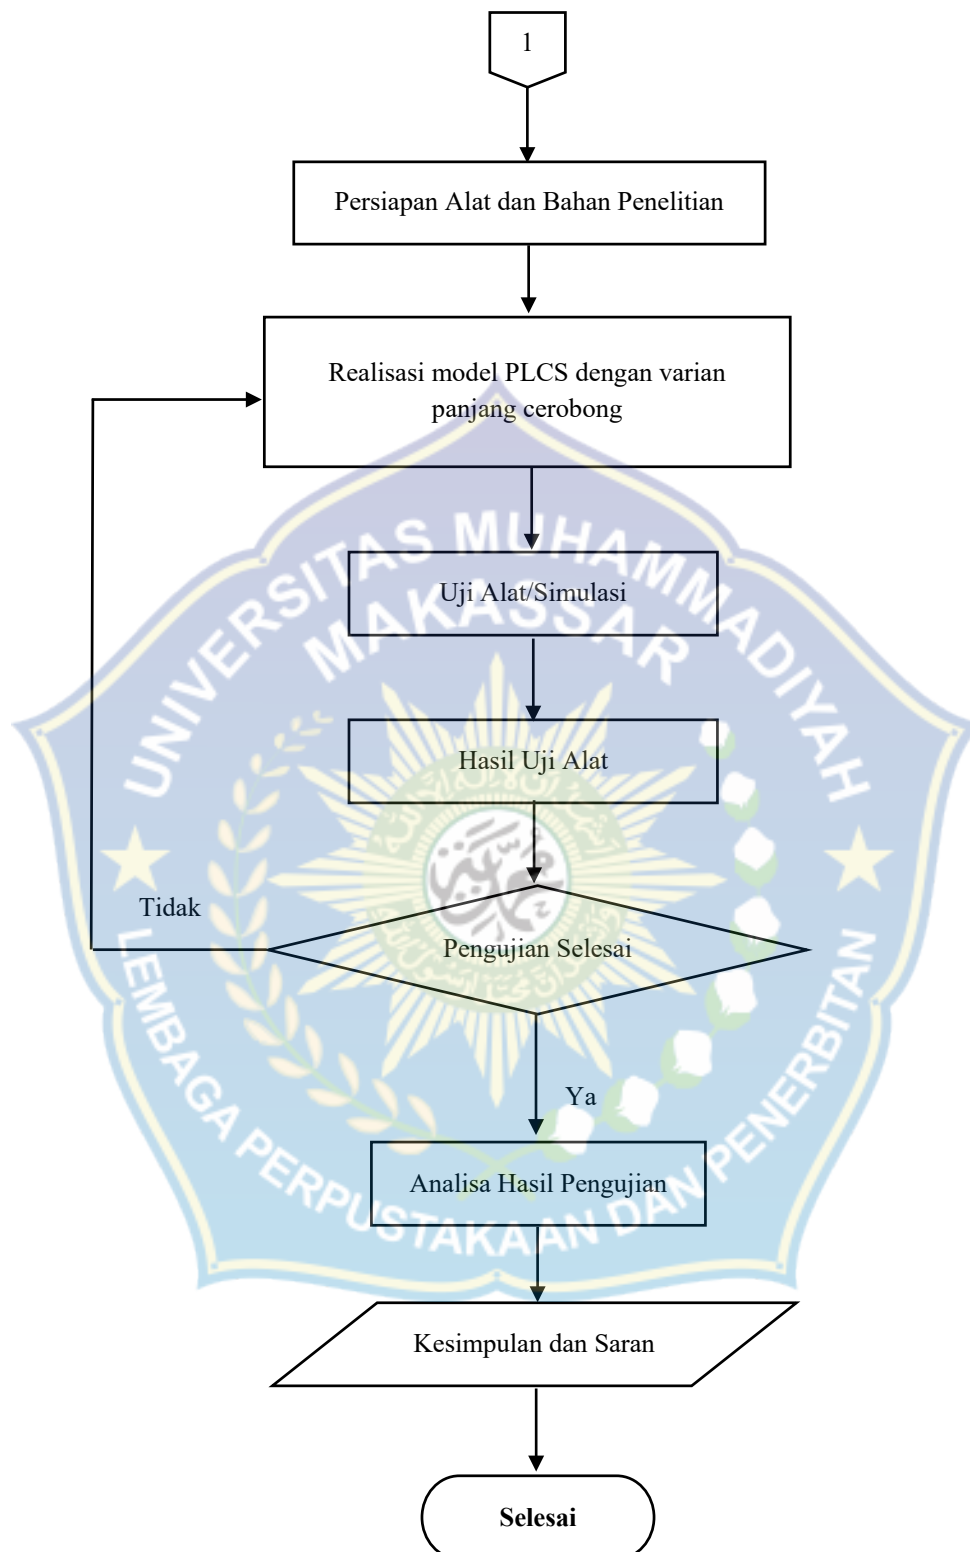 1
Persiapan Alat dan Bahan Penelitian
Realisasi model PLCS dengan varian
panjang cerobong
UNIVERSITAS MUHAMMADIYAH
MAKASSAR
Uji Alat/Simulasi
Hasil Uji Alat
Tidak
Pengujian Selesai
Ya
Analisa Hasil Pengujian
LEMBAGA PERPUSTAKAAN DAN PENERBITAN
Kesimpulan dan Saran
Selesai